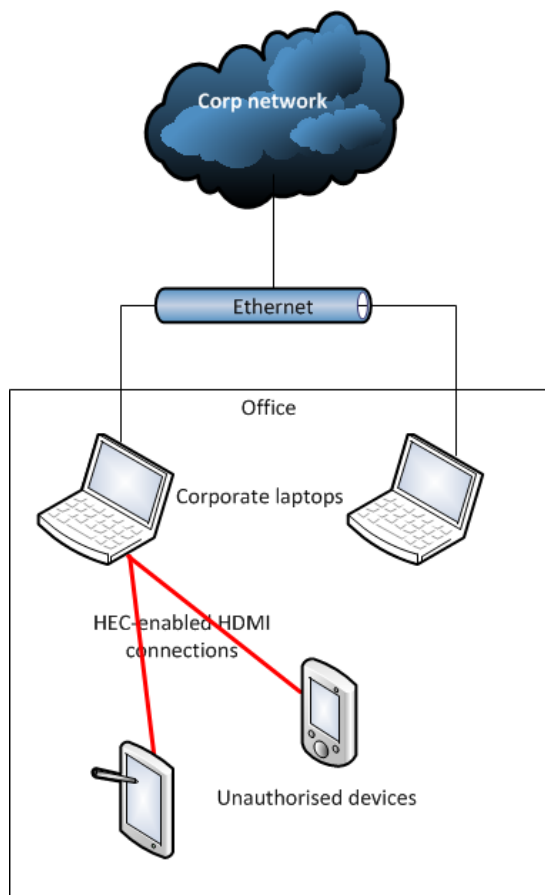 Corp network
Ethernet
Office
Corporate laptops
HEC-enabled HDMI
connections
Unauthorised devices